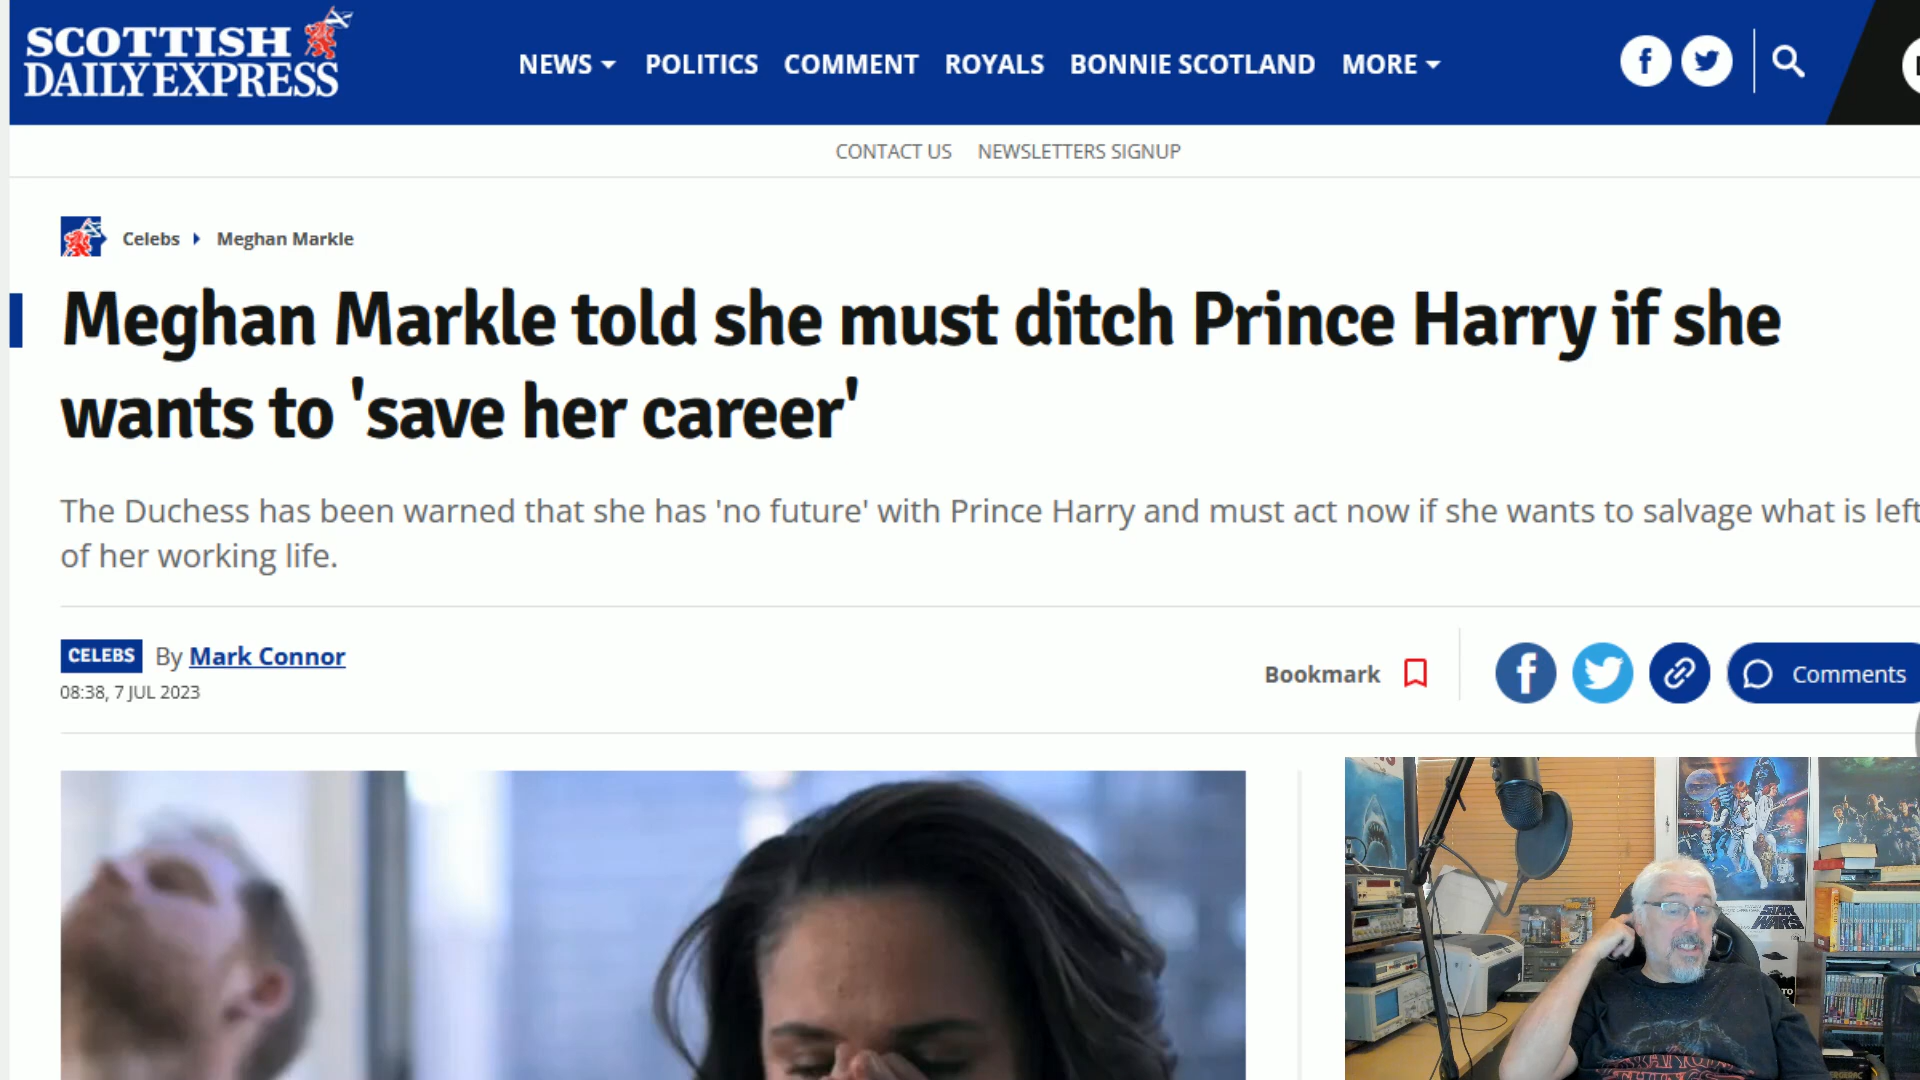 SCOTTISH
DAILY EXPRESS
NEWS POLITICS COMMENT ROYALS BONNIE SCOTLAND MORE
CONTACT US NEWSLETTERS SIGNUP
Celebs Meghan Markle
Meghan Markle told she must ditch Prince Harry if she
wants to 'save her career'
The Duchess has been warned that she has 'no future' with Prince Harry and must act now if she wants to salvage what is left
of her working life.
CELEBS By Mark Connor
08:38, 7 JUL 2023
Bookmark
Comments
STAR
WARS